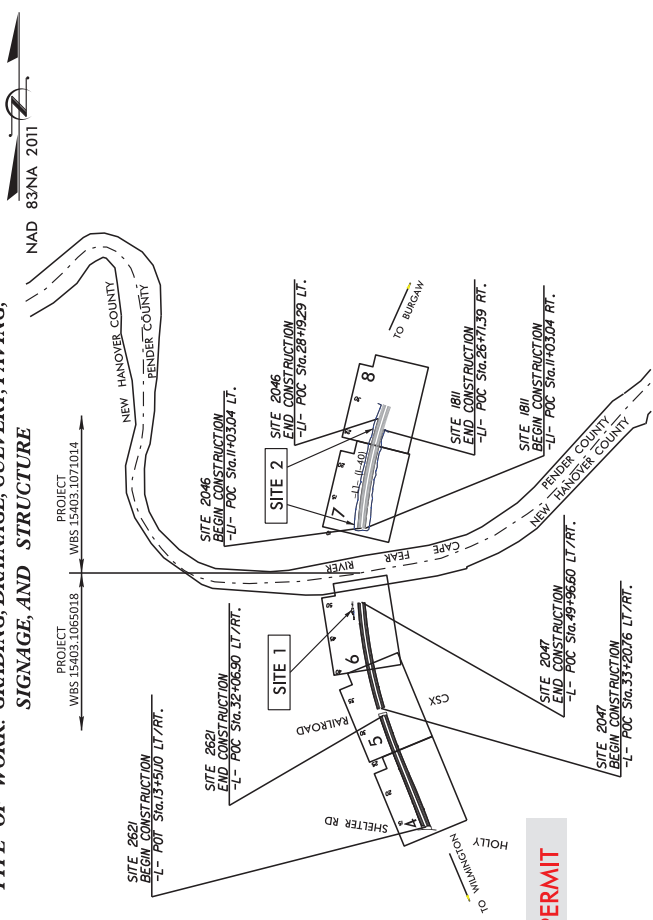 TYPE OF WORK: GRADING, DRAINAGE, CULVERT, PAVING,
SIGNAGE, AND STRUCTURE
NAD 83/NA 2011
PROJECT
WBS 15403.1065018
PROJECT
WBS 15403.1071014
NEW HANOVER COUNTY
PENDER COUNTY
SITE 2621
BEGIN CONSTRUCTION
-L- POT Sta.13+51.10 LT/RT.
SITE 2621
END CONSTRUCTION
-L- POC Sta.32+06.90 LT/RT.
SITE 2046
BEGIN CONSTRUCTION
-L1- POC Sta.11+03.04 LT.
SITE 2046
END CONSTRUCTION
-L1- POC Sta.28+19.29 LT.
SITE 1
SITE 2
TO BURGAW
4
5
6
7
8
-L1- (I-40)
SHELTER RD
HOLLY
RAILROAD
CSX
RIVER
FEAR
CAPE
TO WILMINGTON
SITE 1811
END CONSTRUCTION
-L1- POC Sta.26+71.39 RT.
SITE 1811
BEGIN CONSTRUCTION
-L1- POC Sta.11+03.04 RT.
PENDER COUNTY
NEW HANOVER COUNTY
SITE 2047
END CONSTRUCTION
-L- POC Sta.49+96.60 LT/RT.
SITE 2047
BEGIN CONSTRUCTION
-L- POC Sta.33+20.76 LT/RT.
PERMIT